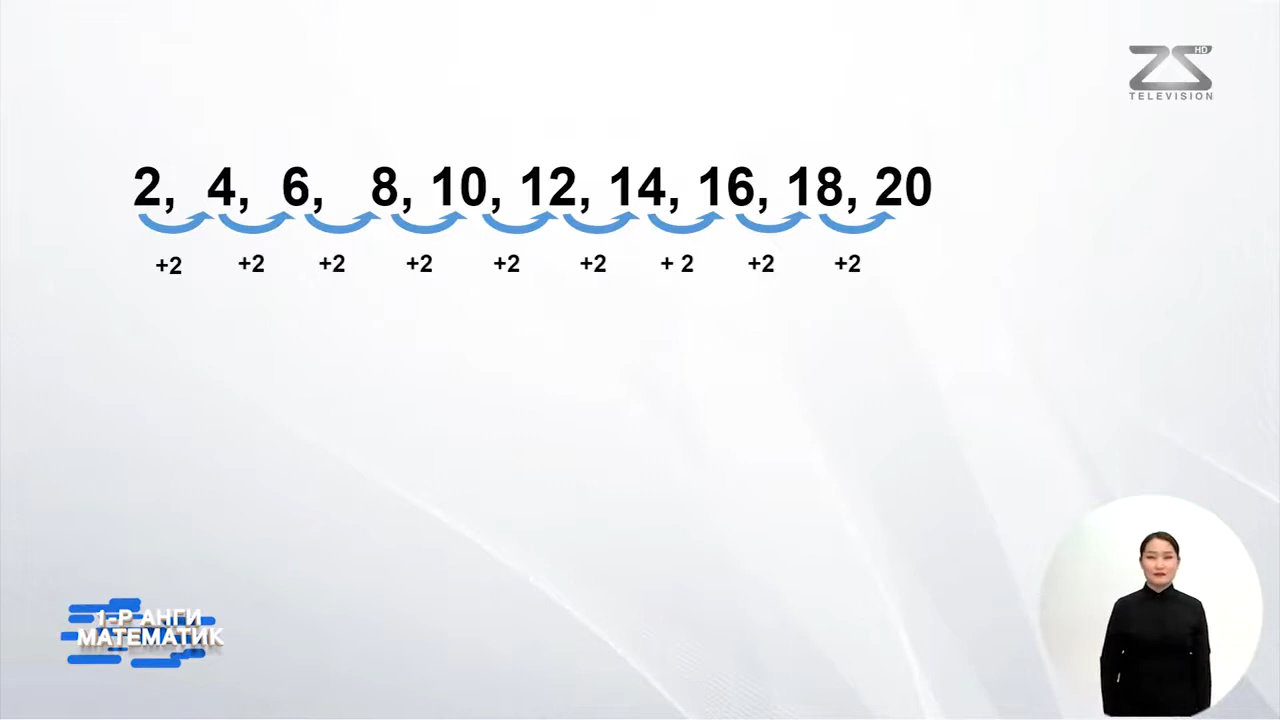 ZS HD
TELEVISION
2, 4, 6, 8, 10, 12, 14, 16, 18, 20
+2 +2 +2 +2 +2 +2 + 2 +2 +2
1-Р АНГИ
МАТЕМАТИК